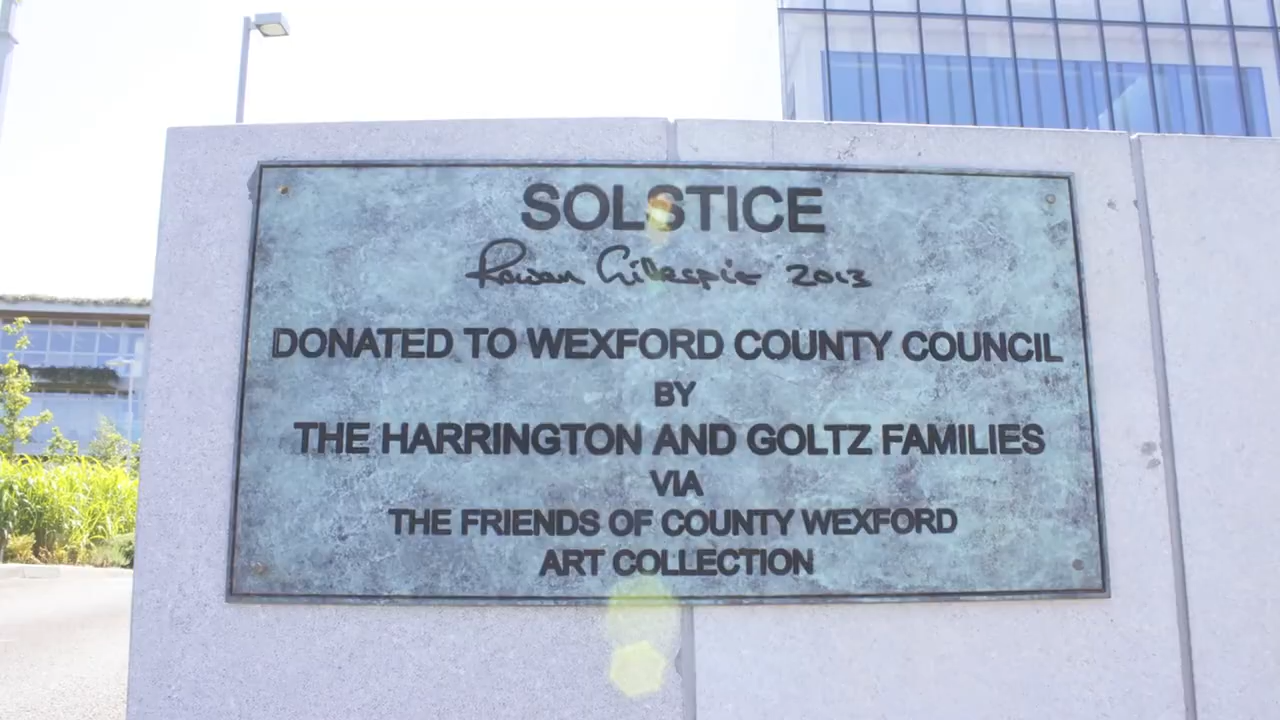 SOLSTICE
Rowan Gillespie 2013
DONATED TO WEXFORD COUNTY COUNCIL
BY
THE HARRINGTON AND GOLTZ FAMILIES
VIA
THE FRIENDS OF COUNTY WEXFORD
ART COLLECTION